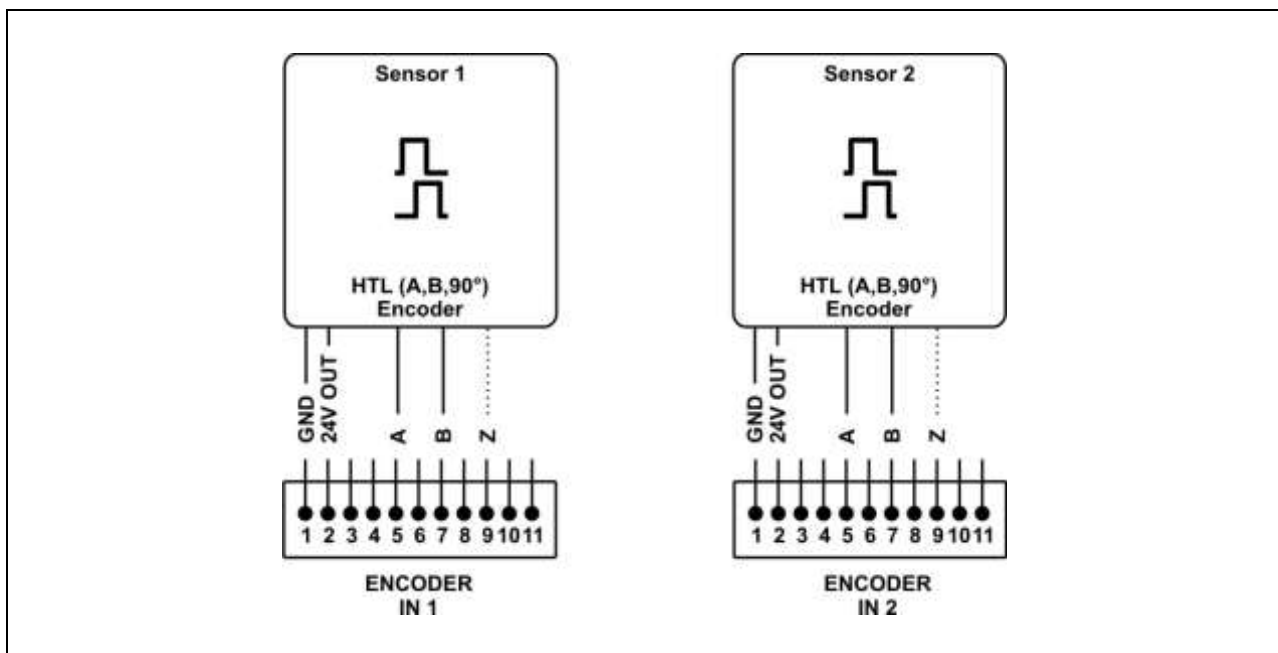 Sensor 1
HTL (A,B,90°)
Encoder
GND
24V OUT
A
B
Z
1 2 3 4 5 6 7 8 9 10 11
ENCODER
IN 1
Sensor 2
HTL (A,B,90°)
Encoder
GND
24V OUT
A
B
Z
1 2 3 4 5 6 7 8 9 10 11
ENCODER
IN 2